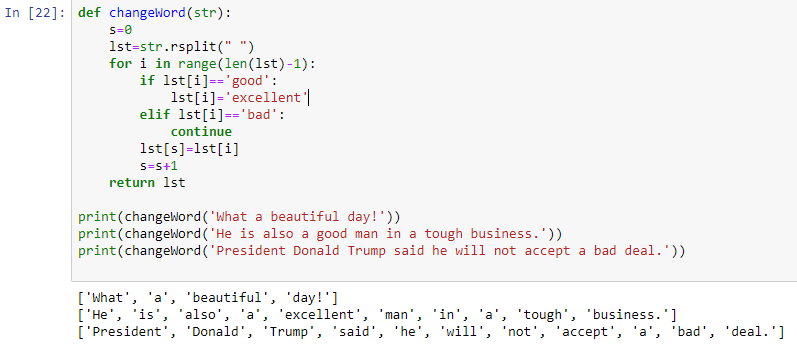 In [22]: def changeWord(str):
    s=0
    lst=str.rsplit(" ")
    for i in range(len(lst)-1):
        if lst[i]=='good':
            lst[i]='excellent'
        elif lst[i]=='bad':
            continue
        lst[s]=lst[i]
        s=s+1
    return lst
print(changeWord('What a beautiful day!'))
print(changeWord('He is also a good man in a tough business.'))
print(changeWord('President Donald Trump said he will not accept a bad deal.'))
['What', 'a', 'beautiful', 'day!']
['He', 'is', 'also', 'a', 'excellent', 'man', 'in', 'a', 'tough', 'business.']
['President', 'Donald', 'Trump', 'said', 'he', 'will', 'not', 'accept', 'a', 'bad', 'deal.']